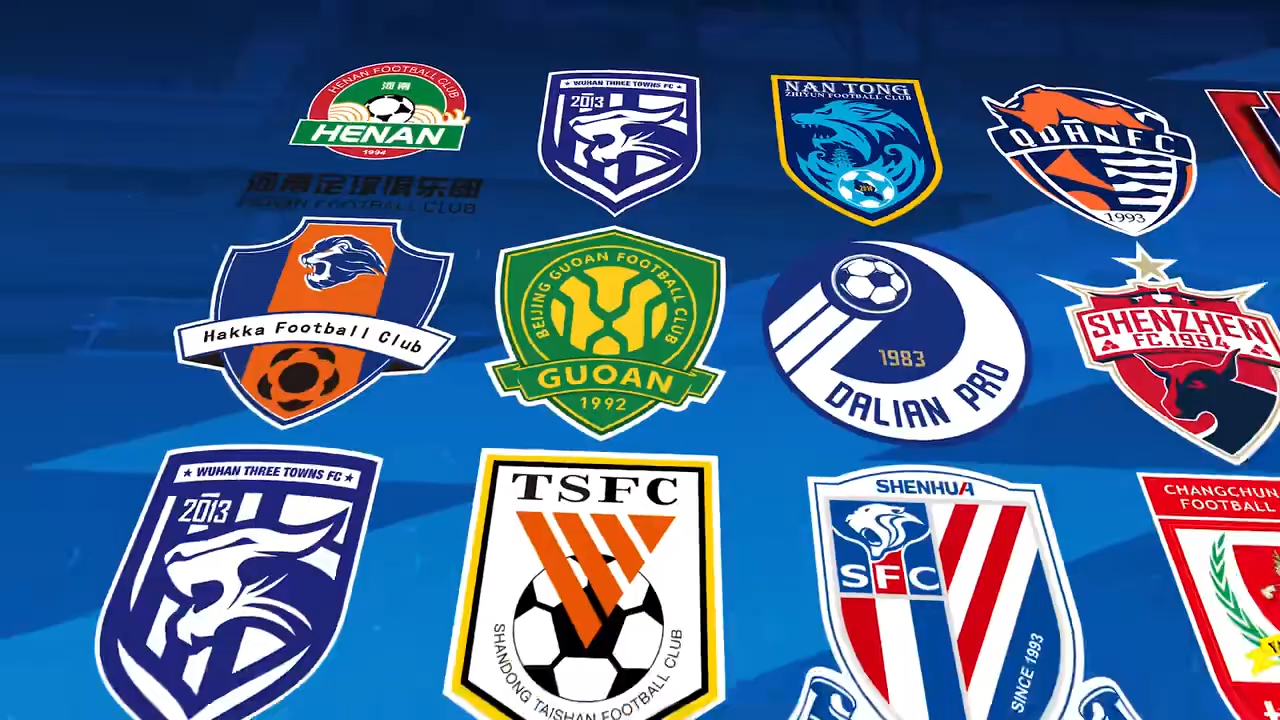 HENAN FOOTBALL CLUB
河南
HENAN
1994
河南足球俱乐部
HENAN FOOTBALL CLUB
WUHAN THREE TOWNS FC
2013
NAN TONG
ZHIYUN FOOTBALL CLUB
QDHNFC
1993
Hakka Football Club
BEIJING GUOAN FOOTBALL CLUB
GUOAN
1992
1983
DALIAN PRO
SHENZHEN
FC.1994
WUHAN THREE TOWNS FC
2013
TSFC
SHANDONG TAISHAN FOOTBALL CLUB
SHENHUA
SFC
SINCE 1993
CHANGCHUN
FOOTBALL